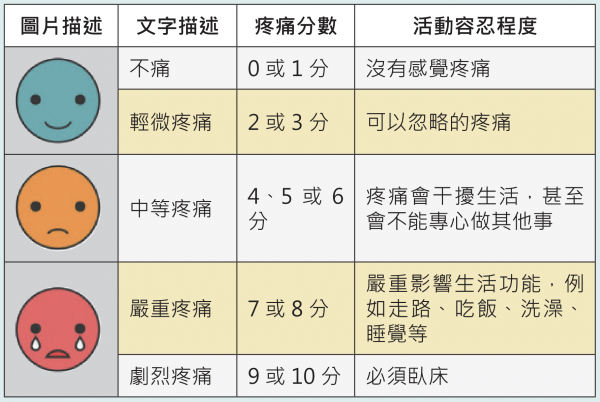 圖片描述 文字描述 疼痛分數 活動容忍程度
不痛 0 或 1 分 沒有感覺疼痛
輕微疼痛 2 或 3 分 可以忽略的疼痛
中等疼痛 4、5 或 6 分 疼痛會干擾生活，甚至
會不能專心做其他事
嚴重疼痛 7 或 8 分 嚴重影響生活功能，例
如走路、吃飯、洗澡、
睡覺等
劇烈疼痛 9 或 10 分 必須臥床